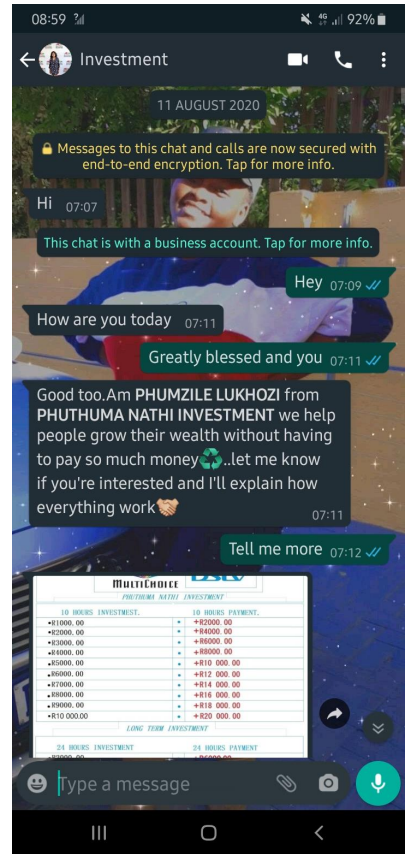 08:59
4G
92%
Investment
11 AUGUST 2020
Messages to this chat and calls are now secured with
end-to-end encryption. Tap for more info.
Hi 07:07
This chat is with a business account. Tap for more info.
Hey 07:09
How are you today 07:11
Greatly blessed and you 07:11
Good too.Am PHUMZILE LUKHOZI from
PHUTHUMA NATHI INVESTMENT we help
people grow their wealth without having
to pay so much money..let me know
if you're interested and I'll explain how
everything work
07:11
Tell me more 07:12
MULTICHOICE DStv
PHUTHUMA NATHI INVESTMENT
10 HOURS INVESTMEST. 10 HOURS PAYMENT.
•R1000.00 • +R2000.00
•R2000.00 • +R4000.00
•R3000.00 • +R6000.00
•R4000.00 • +R8000.00
•R5000.00 • +R10 000.00
•R6000.00 • +R12 000.00
•R7000.00 • +R14 000.00
•R8000.00 • +R16 000.00
•R9000.00 • +R18 000.00
•R10 000.00 • +R20 000.00
LONG TERM INVESTMENT
24 HOURS INVESTMENT 24 HOURS PAYMENT
Type a message